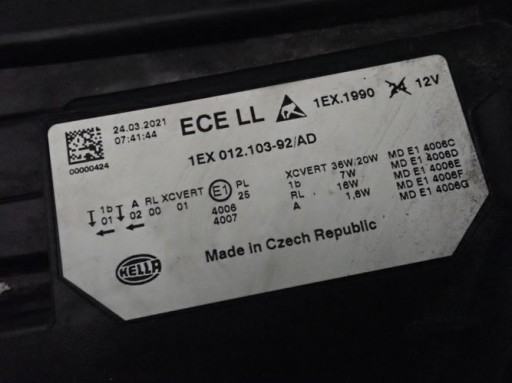 24.03.2021
07:41:44
00000424
ECE LL
1EX.1990
24 12V
1EX 012.103-92/AD
1b A RL XCVERT E1 PL
01 02 00 01 25
4006
4007
XCVERT 36W/20W MD E1 4006C
1b 7W MD E1 4006D
RL 16W MD E1 4006E
A 1,6W MD E1 4006F
MD E1 4006G
Made in Czech Republic
HELLA